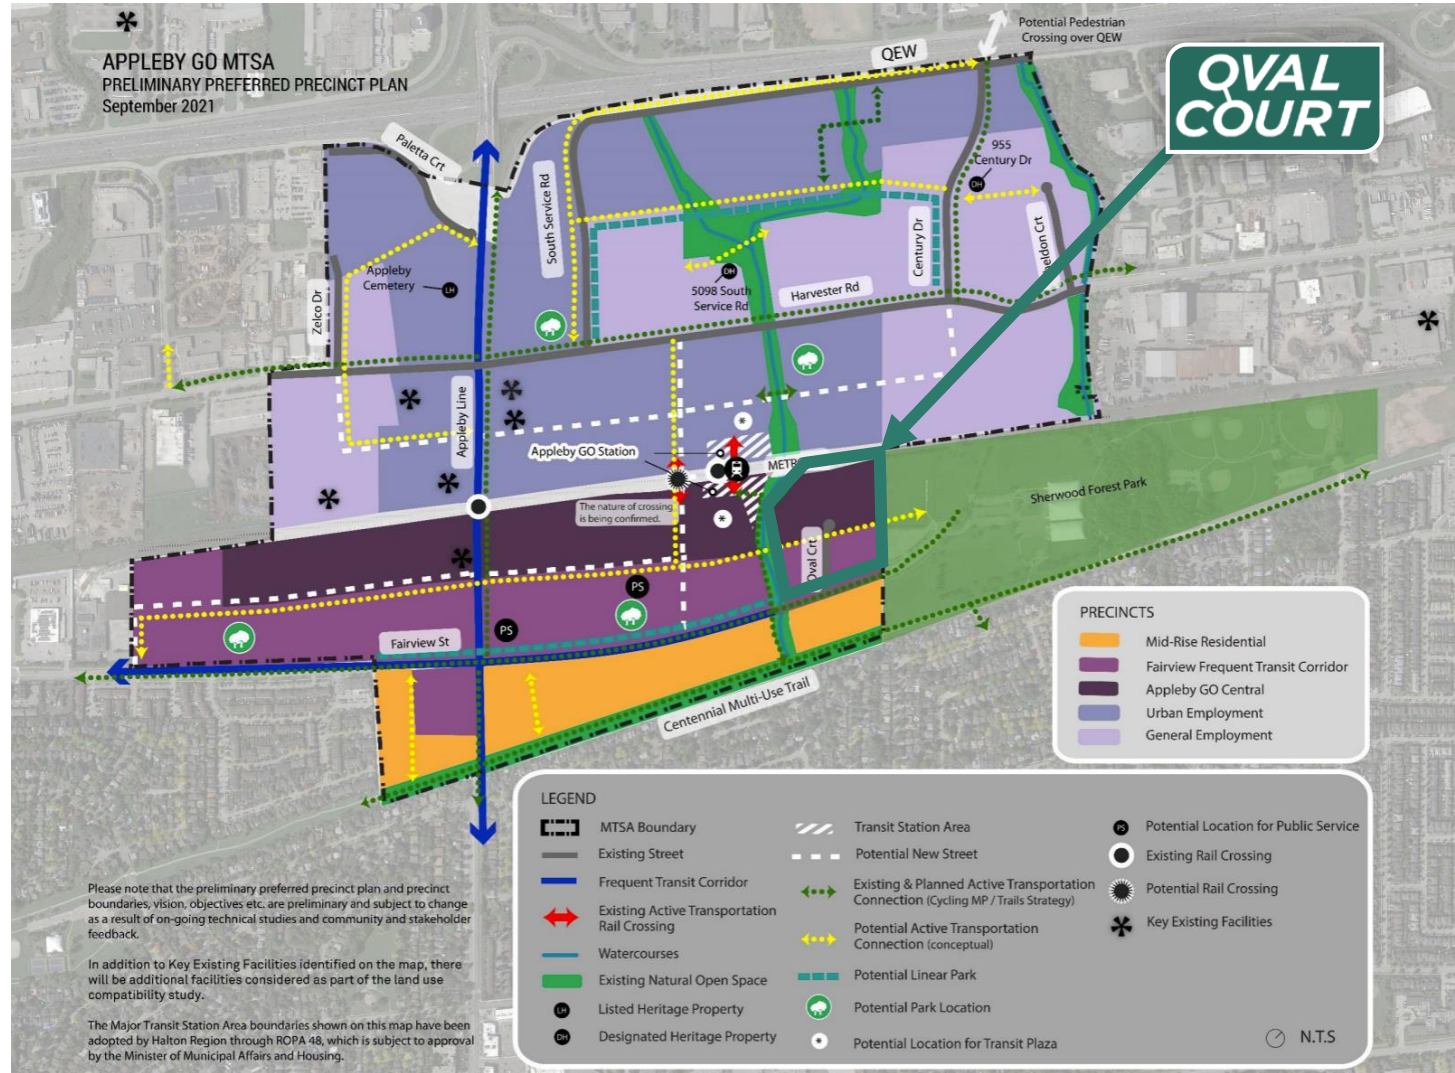 APPLEBY GO MTSA
PRELIMINARY PREFERRED PRECINCT PLAN
September 2021
Potential Pedestrian
Crossing over QEW
QEW
OVAL
COURT
Paletta Crt
South Service Rd
955
Century Dr
DH
Century Dr
eldon Crt
Appleby
Cemetery
LH
Zelco Dr
DH
5098 South
Service Rd
Harvester Rd
Appleby Line
Appleby GO Station
METR
The nature of crossing
is being confirmed.
Oval Crt
Sherwood Forest Park
PS
PS
Fairview St
Centennial Multi-Use Trail
PRECINCTS
Mid-Rise Residential
Fairview Frequent Transit Corridor
Appleby GO Central
Urban Employment
General Employment
LEGEND
MTSA Boundary
Existing Street
Frequent Transit Corridor
Existing Active Transportation
Rail Crossing
Watercourses
Existing Natural Open Space
LH Listed Heritage Property
DH Designated Heritage Property
Transit Station Area
Potential New Street
Existing & Planned Active Transportation
Connection (Cycling MP / Trails Strategy)
Potential Active Transportation
Connection (conceptual)
Potential Linear Park
Potential Park Location
Potential Location for Transit Plaza
PS Potential Location for Public Service
Existing Rail Crossing
Potential Rail Crossing
Key Existing Facilities
N.T.S
Please note that the preliminary preferred precinct plan and precinct
boundaries, vision, objectives etc. are preliminary and subject to change
as a result of on-going technical studies and community and stakeholder
feedback.
In addition to Key Existing Facilities identified on the map, there
will be additional facilities considered as part of the land use
compatibility study.
The Major Transit Station Area boundaries shown on this map have been
adopted by Halton Region through ROPA 48, which is subject to approval
by the Minister of Municipal Affairs and Housing.